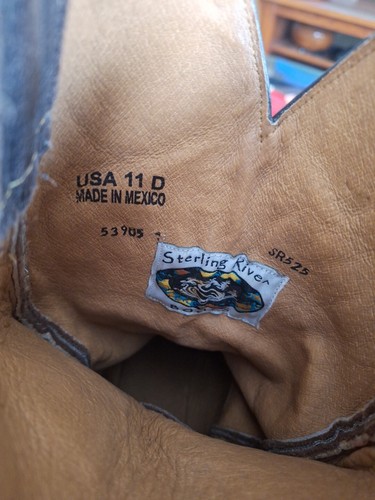 USA 11 D
MADE IN MEXICO
53905
SR525
Sterling River